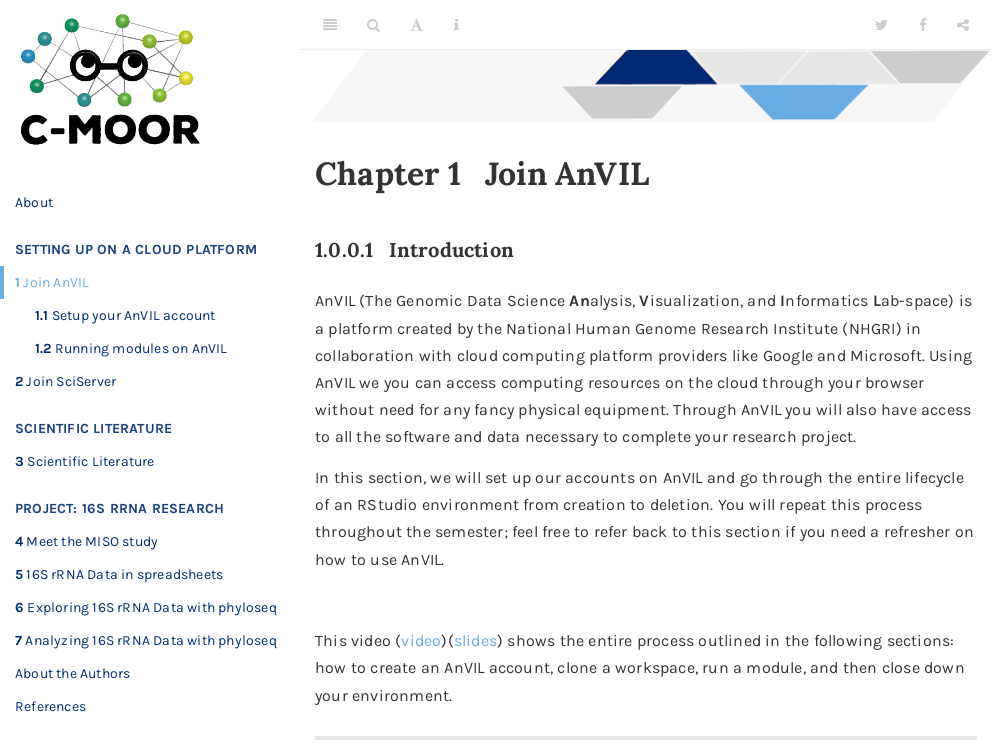 C-MOOR
About
SETTING UP ON A CLOUD PLATFORM
1 Join AnVIL
1.1 Setup your AnVIL account
1.2 Running modules on AnVIL
2 Join SciServer
SCIENTIFIC LITERATURE
3 Scientific Literature
PROJECT: 16S RRNA RESEARCH
4 Meet the MISO study
5 16S rRNA Data in spreadsheets
6 Exploring 16S rRNA Data with phyloseq
7 Analyzing 16S rRNA Data with phyloseq
About the Authors
References
A
i
Chapter 1 Join AnVIL
1.0.0.1 Introduction
AnVIL (The Genomic Data Science Analysis, Visualization, and Informatics Lab-space) is
a platform created by the National Human Genome Research Institute (NHGRI) in
collaboration with cloud computing platform providers like Google and Microsoft. Using
AnVIL we you can access computing resources on the cloud through your browser
without need for any fancy physical equipment. Through AnVIL you will also have access
to all the software and data necessary to complete your research project.
In this section, we will set up our accounts on AnVIL and go through the entire lifecycle
of an RStudio environment from creation to deletion. You will repeat this process
throughout the semester; feel free to refer back to this section if you need a refresher on
how to use AnVIL.
This video (video)(slides) shows the entire process outlined in the following sections:
how to create an AnVIL account, clone a workspace, run a module, and then close down
your environment.